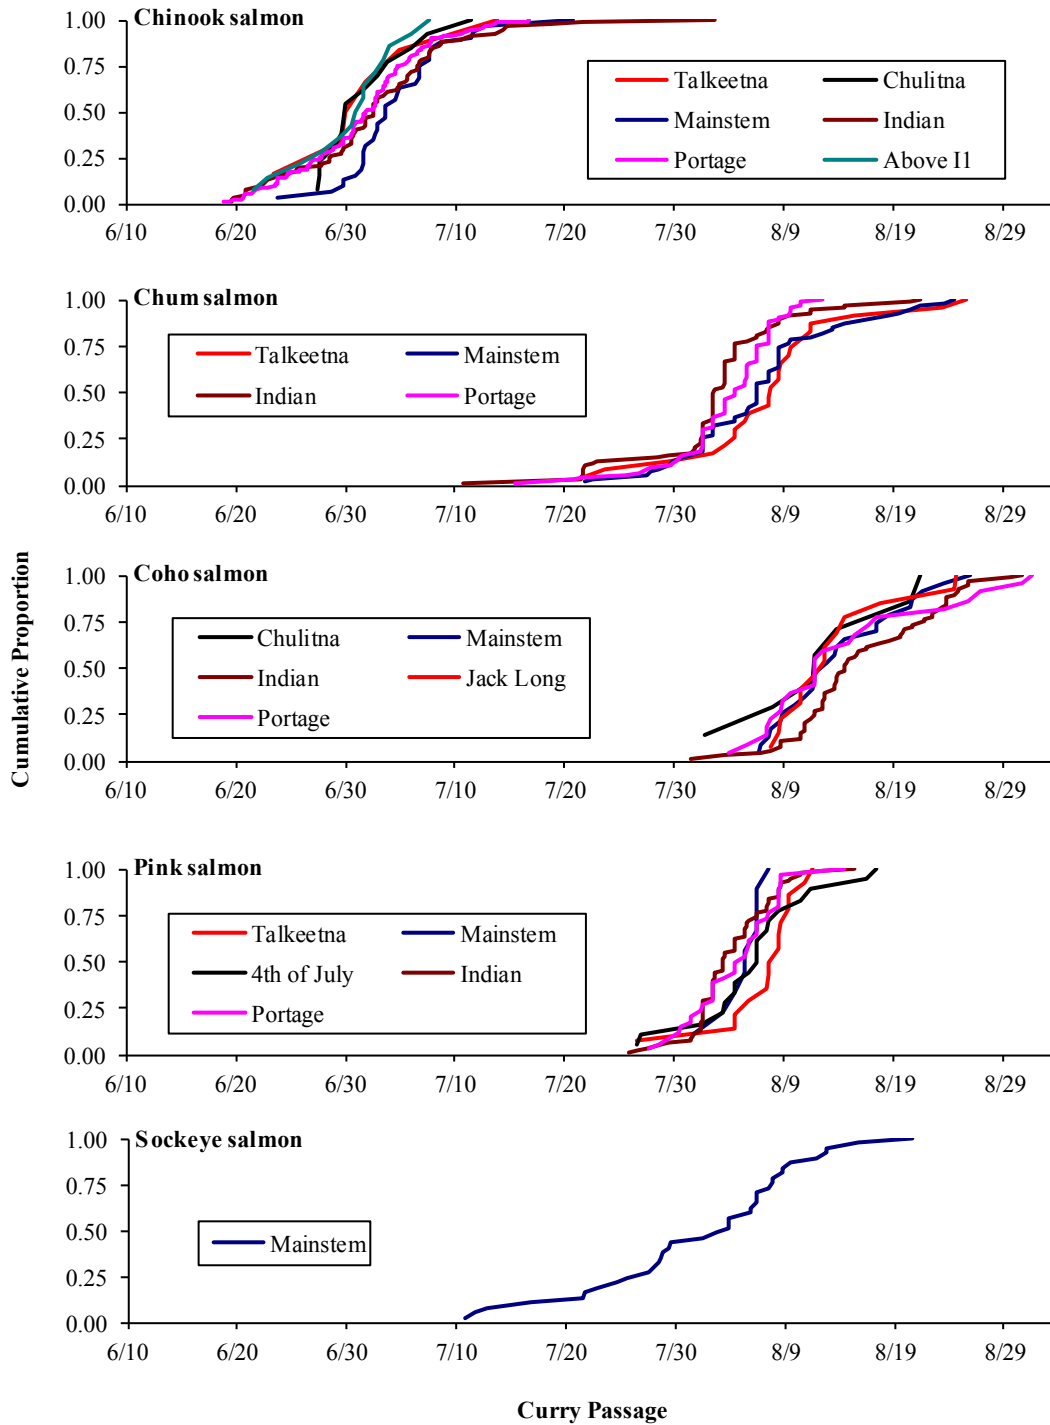 Chinook salmon
1.00
0.75
0.50
0.25
0.00
Talkeetna Chulitna
Mainstem Indian
Portage Above I1
6/10 6/20 6/30 7/10 7/20 7/30 8/9 8/19 8/29
Chum salmon
1.00
0.75
0.50
0.25
0.00
Talkeetna Mainstem
Indian Portage
6/10 6/20 6/30 7/10 7/20 7/30 8/9 8/19 8/29
Cumulative Proportion
Coho salmon
1.00
0.75
0.50
0.25
0.00
Chulitna Mainstem
Indian Jack Long
Portage
6/10 6/20 6/30 7/10 7/20 7/30 8/9 8/19 8/29
Pink salmon
1.00
0.75
0.50
0.25
0.00
Talkeetna Mainstem
4th of July Indian
Portage
6/10 6/20 6/30 7/10 7/20 7/30 8/9 8/19 8/29
Sockeye salmon
1.00
0.75
0.50
0.25
0.00
Mainstem
6/10 6/20 6/30 7/10 7/20 7/30 8/9 8/19 8/29
Curry Passage